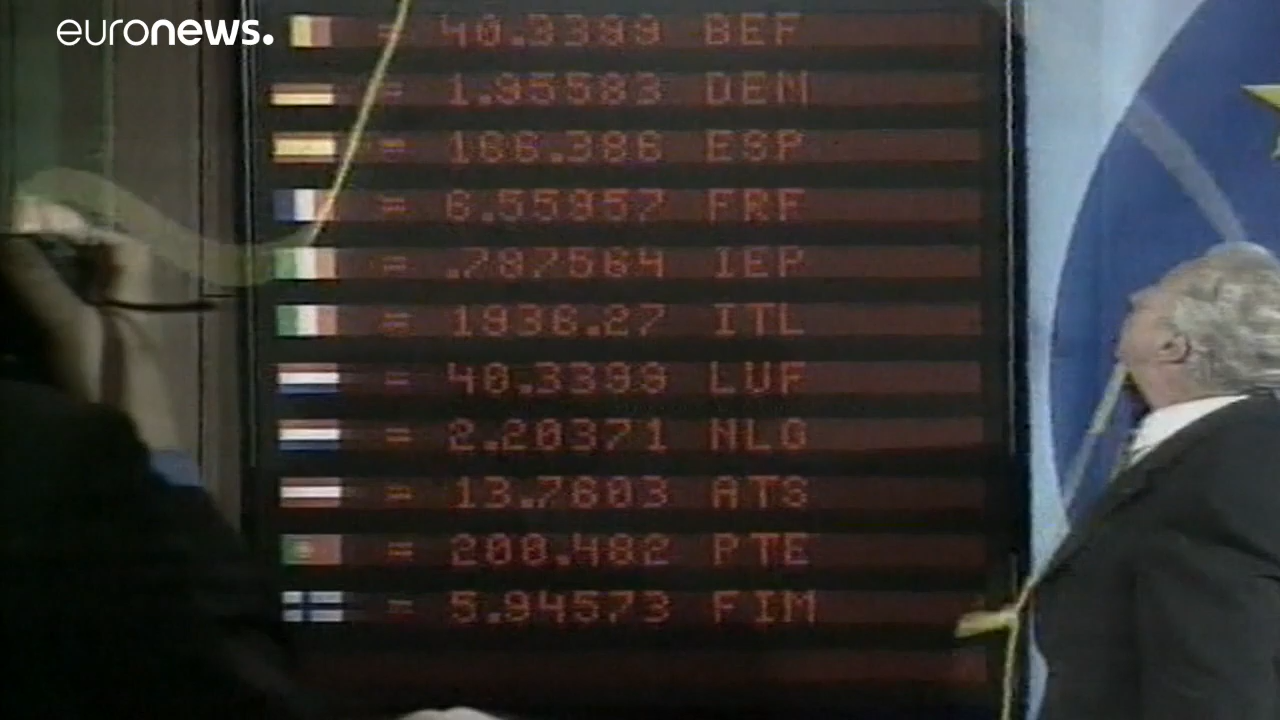 euronews.
= 40.3399 BEF
= 1.95583 DEM
= 166.386 ESP
= 6.55957 FRF
= .787564 IEP
= 1936.27 ITL
= 40.3399 LUF
= 2.20371 NLG
= 13.7603 ATS
= 200.482 PTE
= 5.94573 FIM